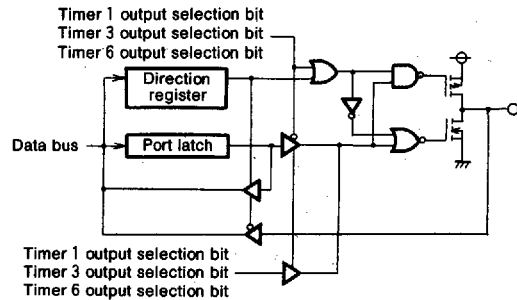 Timer 1 output selection bit
Timer 3 output selection bit
Timer 6 output selection bit
Direction
register
Data bus
Port latch
Timer 1 output selection bit
Timer 3 output selection bit
Timer 6 output selection bit